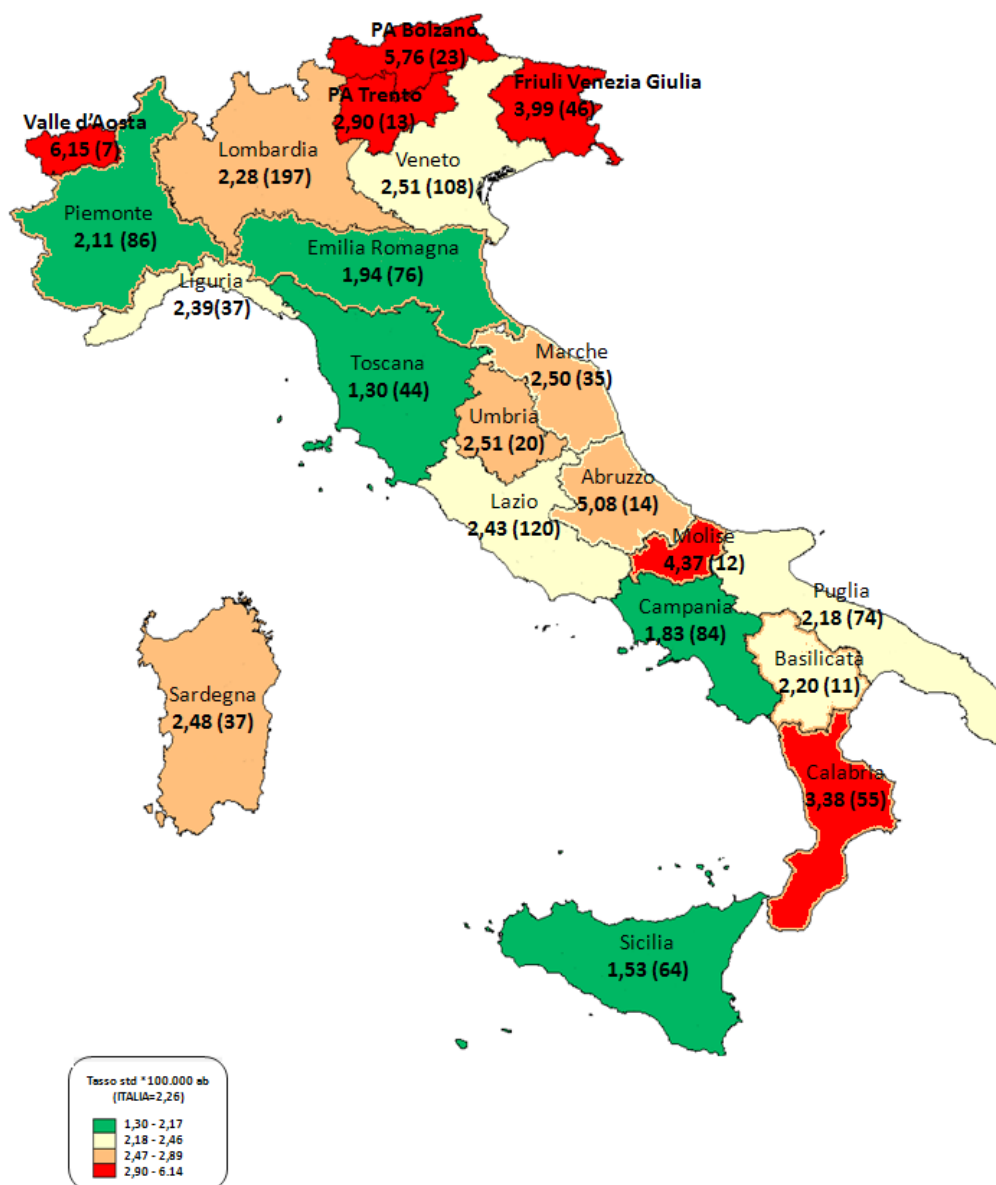 PA Bolzano
5,76 (23)
Friuli Venezia Giulia
3,99 (46)
PA Trento
2,90 (13)
Valle d'Aosta
6,15 (7)
Lombardia
2,28 (197)
Veneto
2,51 (108)
Piemonte
2,11 (86)
Emilia Romagna
1,94 (76)
Liguria
2,39(37)
Toscana
1,30 (44)
Marche
2,50 (35)
Umbria
2,51 (20)
Abruzzo
5,08 (14)
Lazio
2,43 (120)
Molise
4,37 (12)
Campania
1,83 (84)
Puglia
2,18 (74)
Basilicata
2,20 (11)
Sardegna
2,48 (37)
Calabria
3,38 (55)
Sicilia
1,53 (64)
Tasso std *100.000 ab
(ITALIA=2,26)
1,30 - 2,17
2,18 - 2,46
2,47 - 2,89
2,90 - 6.14